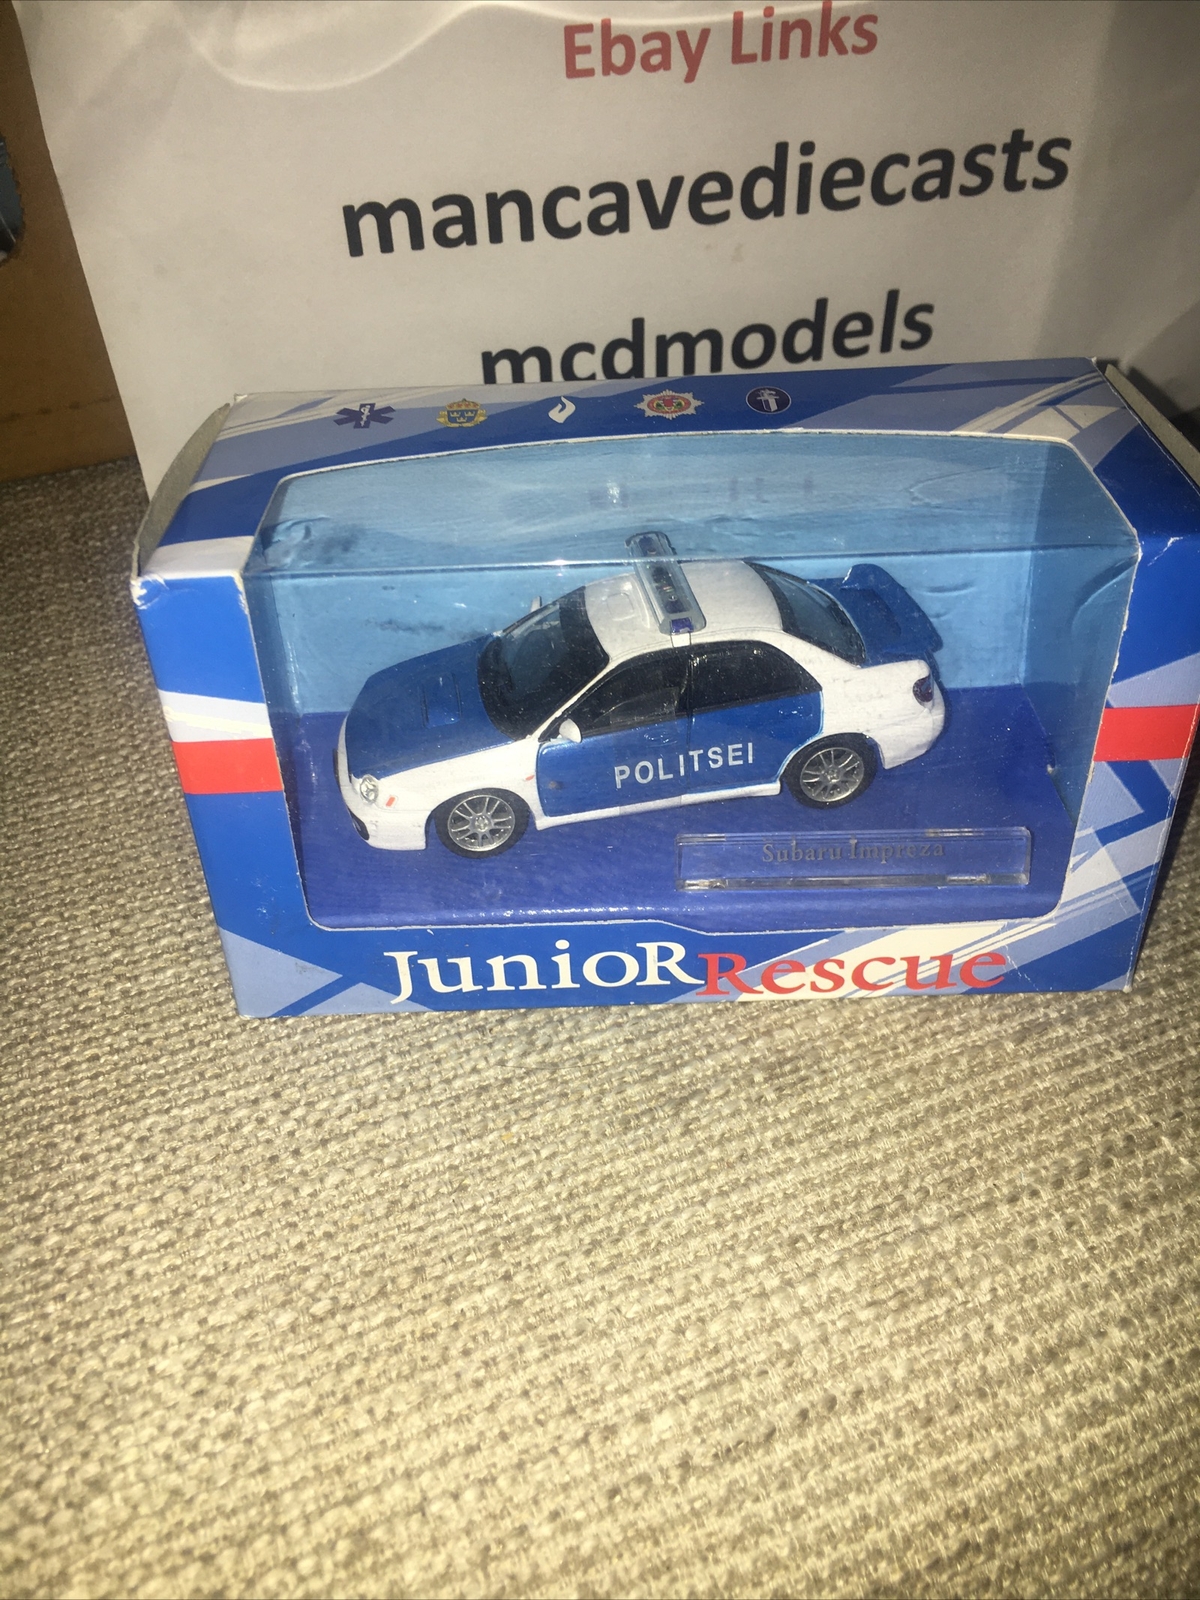 Ebay Links
mancavediecasts
mcdmodels
POLITSEI
Subaru Impreza
JunioR Rescue